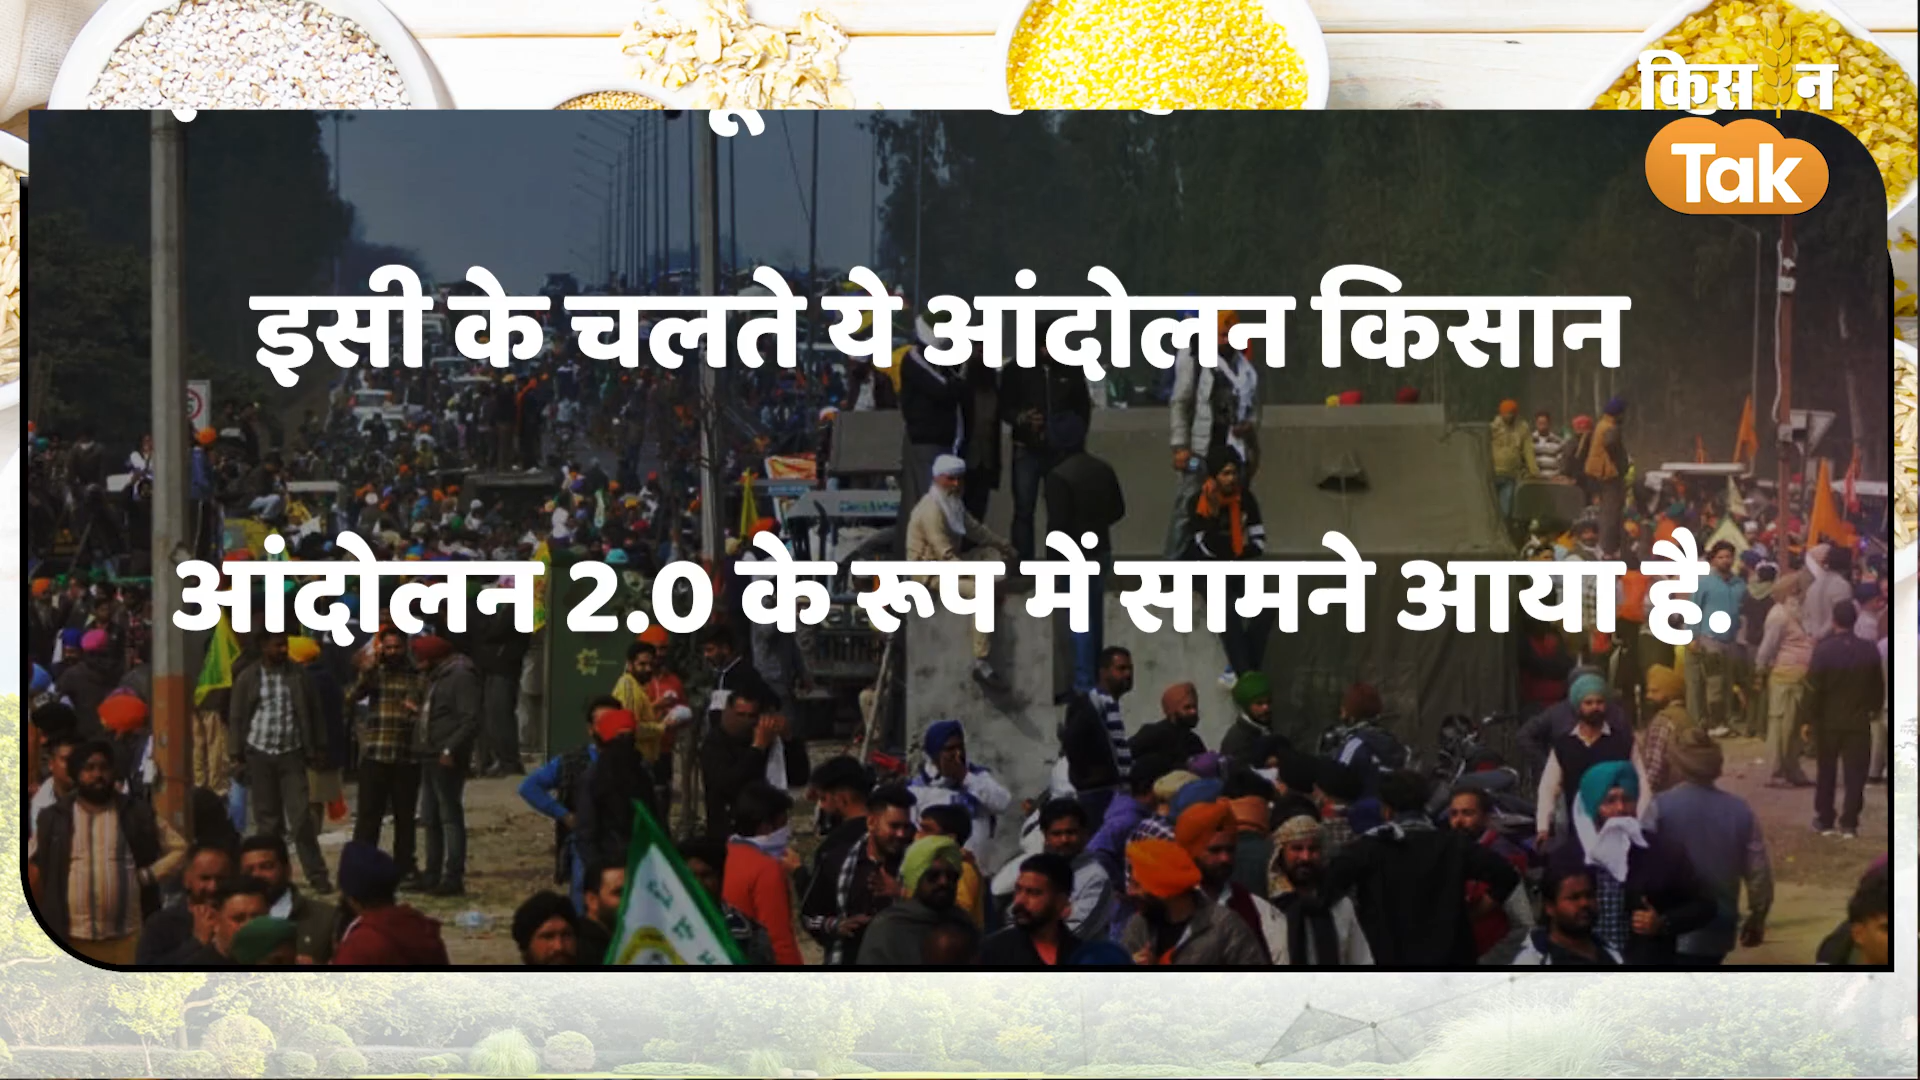 किसान
Tak
इसी के चलते ये आंदोलन किसान
आंदोलन 2.0 के रूप में सामने आया है.